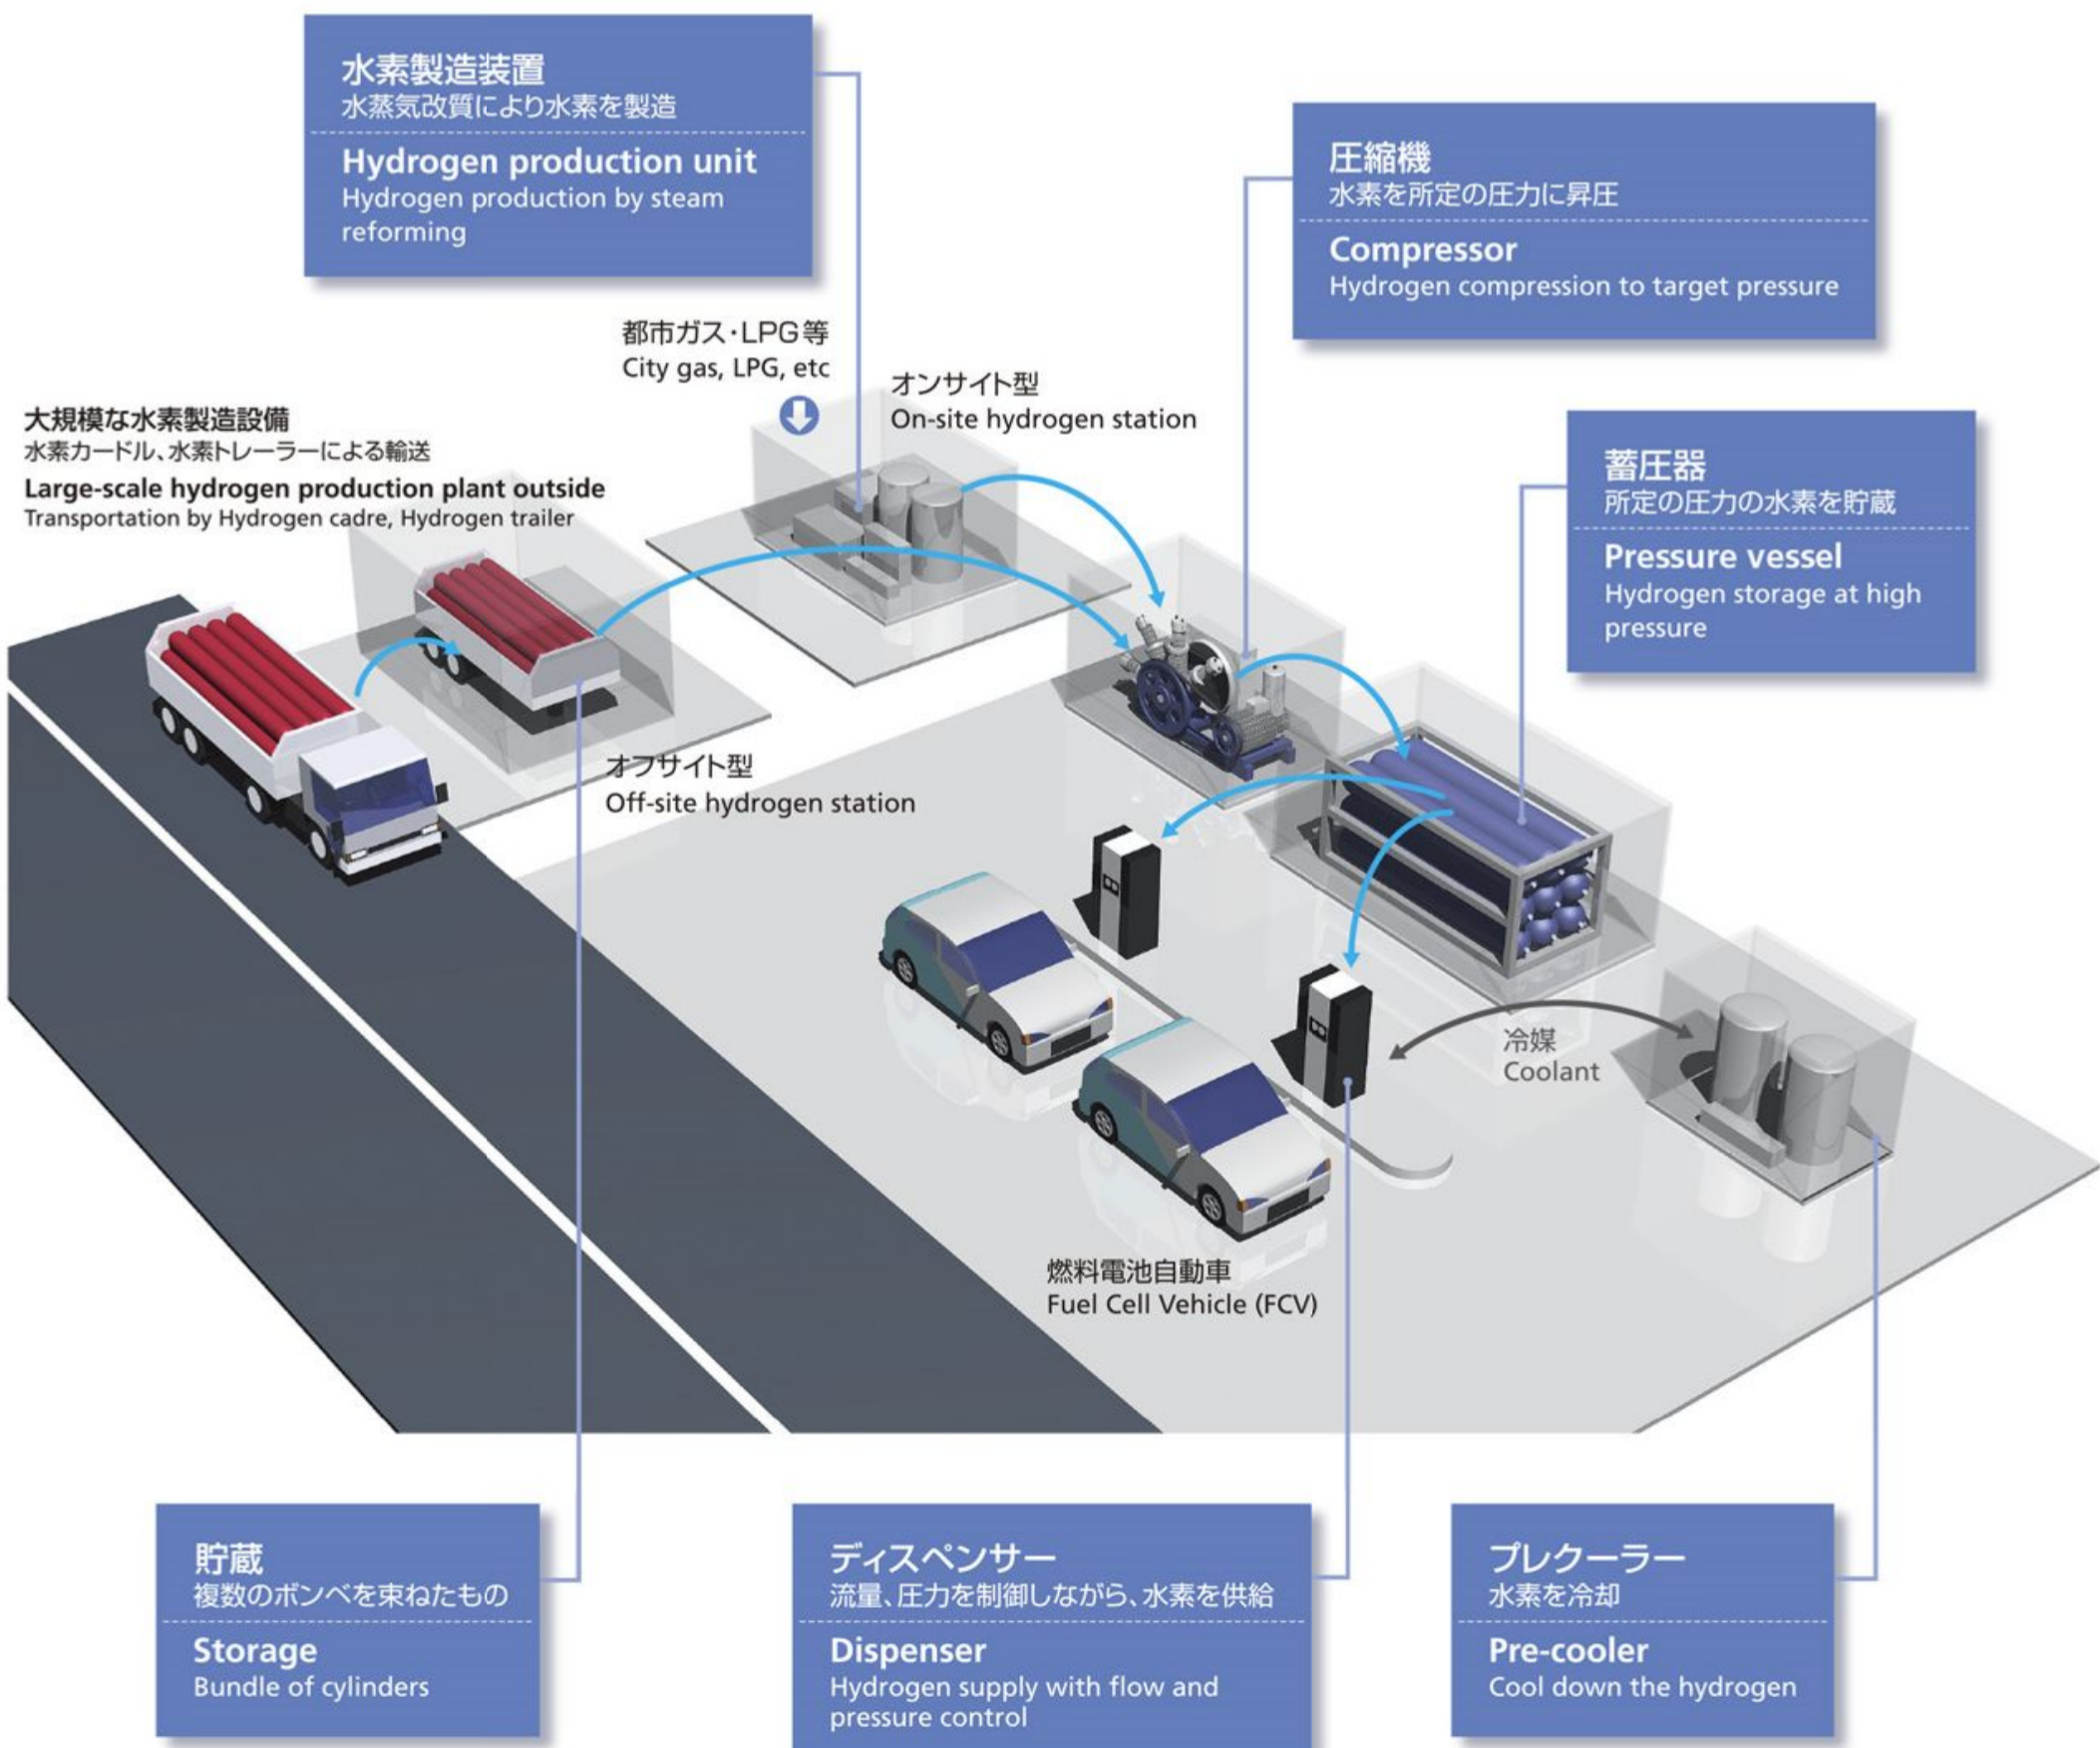 水素製造装置
水蒸気改質により水素を製造
Hydrogen production unit
Hydrogen production by steam
reforming
圧縮機
水素を所定の圧力に昇圧
Compressor
Hydrogen compression to target pressure
都市ガス・LPG等
City gas, LPG, etc
オンサイト型
On-site hydrogen station
大規模な水素製造設備
水素カードル、水素トレーラーによる輸送
Large-scale hydrogen production plant outside
Transportation by Hydrogen cadre, Hydrogen trailer
蓄圧器
所定の圧力の水素を貯蔵
Pressure vessel
Hydrogen storage at high
pressure
オフサイト型
Off-site hydrogen station
冷媒
Coolant
燃料電池自動車
Fuel Cell Vehicle (FCV)
貯蔵
複数のボンベを束ねたもの
Storage
Bundle of cylinders
ディスペンサー
流量、圧力を制御しながら、水素を供給
Dispenser
Hydrogen supply with flow and
pressure control
プレクーラー
水素を冷却
Pre-cooler
Cool down the hydrogen